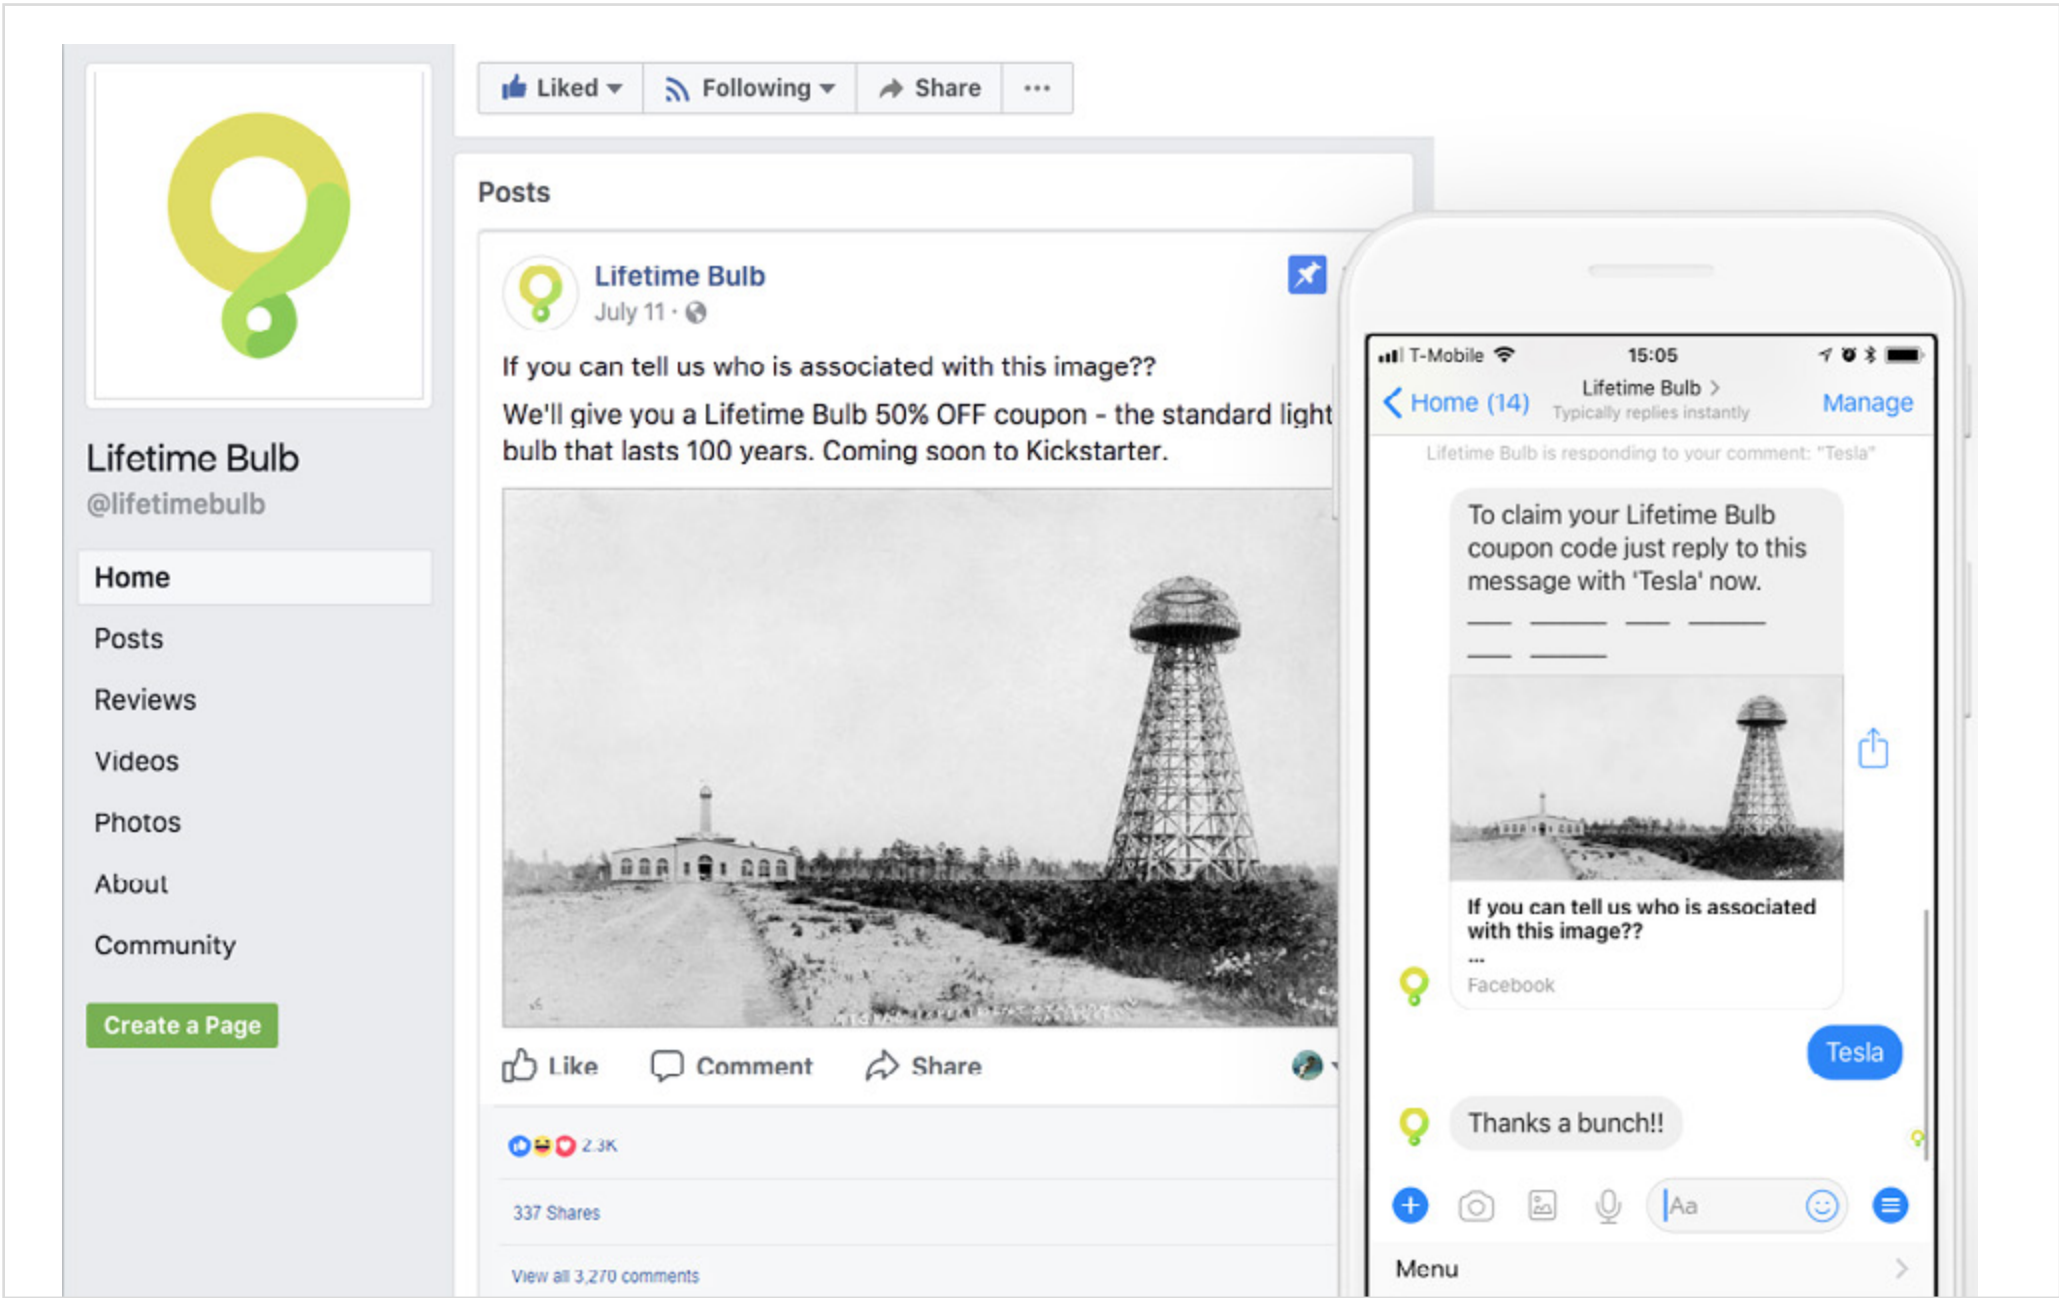 Liked
Following
Share
...
Posts
Lifetime Bulb
July 11 ·
If you can tell us who is associated with this image??
We'll give you a Lifetime Bulb 50% OFF coupon - the standard light
bulb that lasts 100 years. Coming soon to Kickstarter.
Like
Comment
Share
2.3K
337 Shares
View all 3,270 comments
Lifetime Bulb
@lifetimebulb
Home
Posts
Reviews
Videos
Photos
About
Community
Create a Page
T-Mobile
15:05
Home (14)
Lifetime Bulb
Typically replies instantly
Manage
Lifetime Bulb is responding to your comment: "Tesla"
To claim your Lifetime Bulb
coupon code just reply to this
message with 'Tesla' now.
If you can tell us who is associated
with this image??
...
Facebook
Tesla
Thanks a bunch!!
Aa
Menu